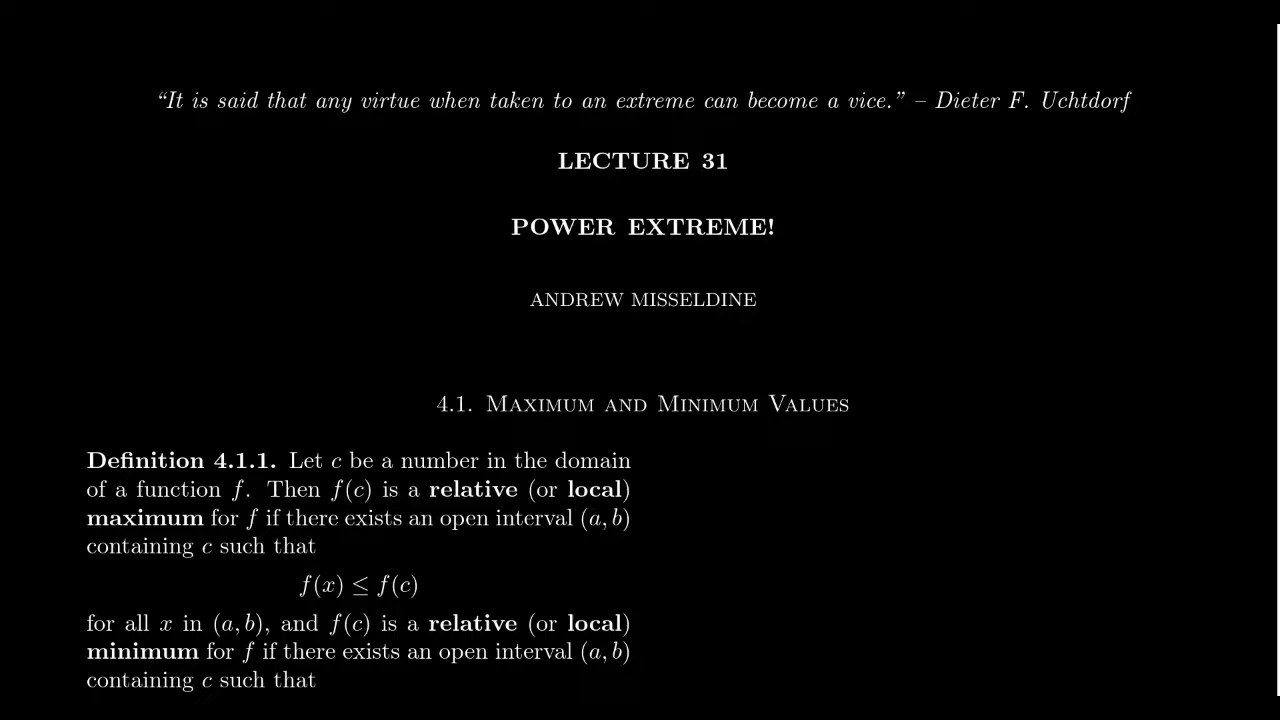 “It is said that any virtue when taken to an extreme can become a vice.” – Dieter F. Uchtdorf
LECTURE 31
POWER EXTREME!
ANDREW MISSELDINE
4.1. Maximum and Minimum Values
Definition 4.1.1. Let c be a number in the domain
of a function f. Then f(c) is a relative (or local)
maximum for f if there exists an open interval (a, b)
containing c such that
f(x) ≤ f(c)
for all x in (a, b), and f(c) is a relative (or local)
minimum for f if there exists an open interval (a, b)
containing c such that